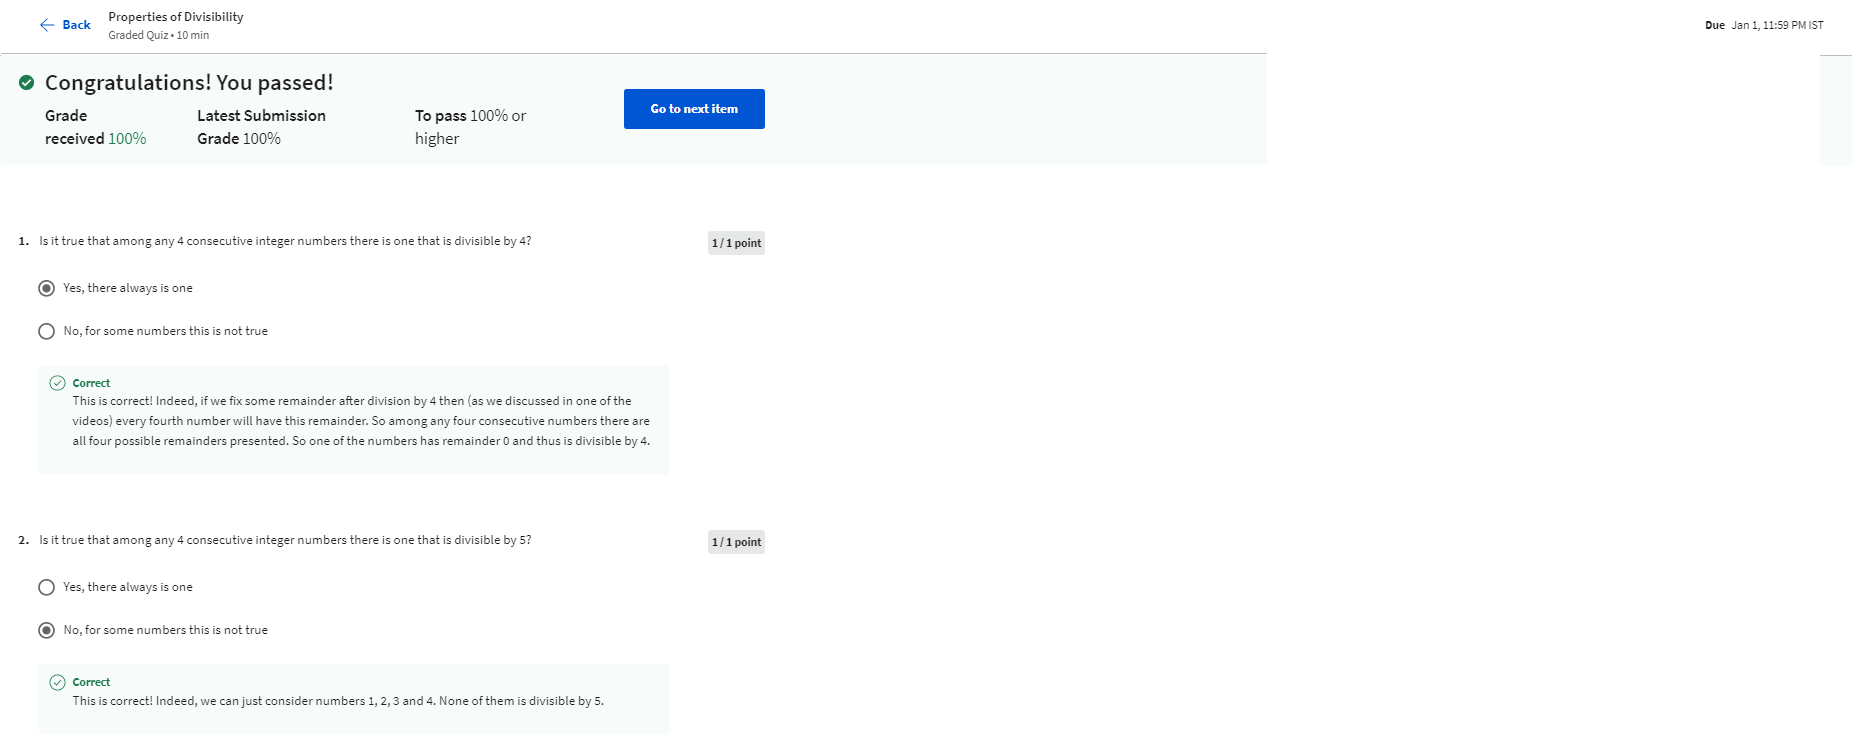 Back
Properties of Divisibility
Graded Quiz • 10 min
Due Jan 1, 11:59 PM IST
Congratulations! You passed!
Grade received 100%
Latest Submission Grade 100%
To pass 100% or higher
Go to next item
1. Is it true that among any 4 consecutive integer numbers there is one that is divisible by 4?
1 / 1 point
Yes, there always is one
No, for some numbers this is not true
Correct
This is correct! Indeed, if we fix some remainder after division by 4 then (as we discussed in one of the
videos) every fourth number will have this remainder. So among any four consecutive numbers there are
all four possible remainders presented. So one of the numbers has remainder 0 and thus is divisible by 4.
2. Is it true that among any 4 consecutive integer numbers there is one that is divisible by 5?
1 / 1 point
Yes, there always is one
No, for some numbers this is not true
Correct
This is correct! Indeed, we can just consider numbers 1, 2, 3 and 4. None of them is divisible by 5.